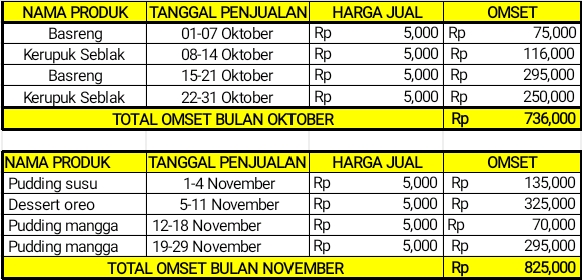 NAMA PRODUK TANGGAL PENJUALAN HARGA JUAL OMSET
Basreng 01-07 Oktober Rp 5,000 Rp 75,000
Kerupuk Seblak 08-14 Oktober Rp 5,000 Rp 116,000
Basreng 15-21 Oktober Rp 5,000 Rp 295,000
Kerupuk Seblak 22-31 Oktober Rp 5,000 Rp 250,000
TOTAL OMSET BULAN OKTOBER Rp 736,000
NAMA PRODUK TANGGAL PENJUALAN HARGA JUAL OMSET
Pudding susu 1-4 November Rp 5,000 Rp 135,000
Dessert oreo 5-11 November Rp 5,000 Rp 325,000
Pudding mangga 12-18 November Rp 5,000 Rp 70,000
Pudding mangga 19-29 November Rp 5,000 Rp 295,000
TOTAL OMSET BULAN NOVEMBER Rp 825,000